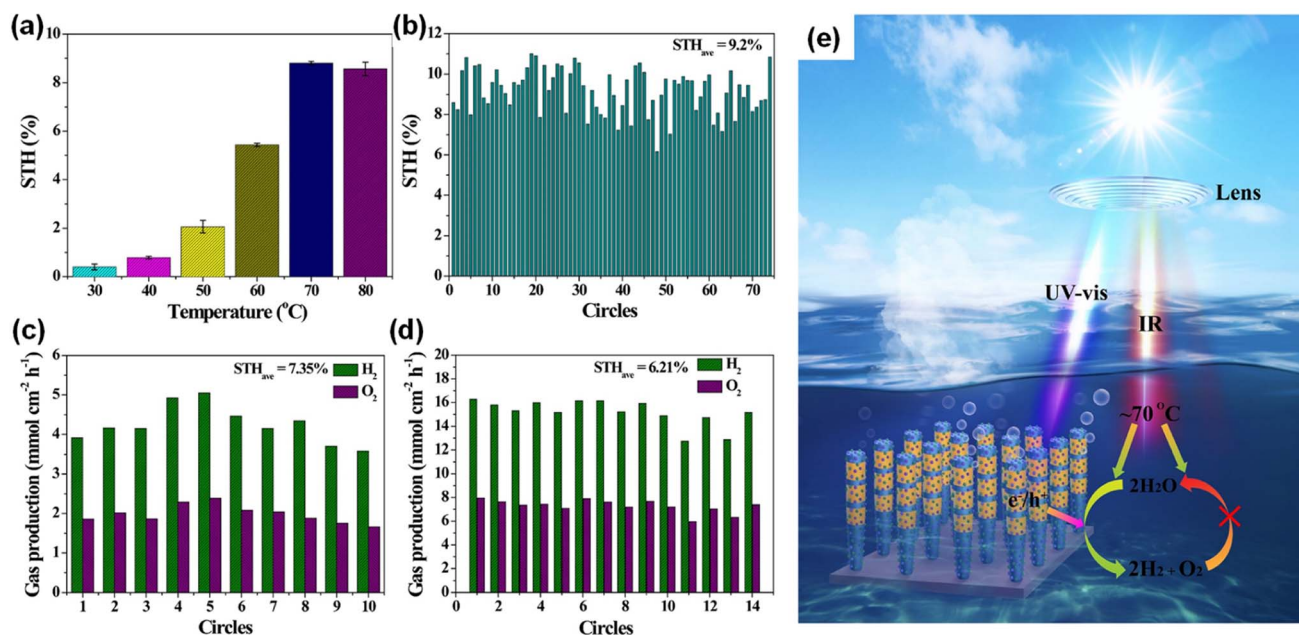 (a)
10
8
6
4
2
0
STH (%)
30 40 50 60 70 80
Temperature (°C)
(b)
12
10
8
6
4
2
0
STH (%)
STH_ave = 9.2%
0 10 20 30 40 50 60 70
Circles
(c)
6
5
4
3
2
1
0
Gas production (mmol cm⁻² h⁻¹)
STH_ave = 7.35%
H₂
O₂
1 2 3 4 5 6 7 8 9 10
Circles
(d)
20
18
16
14
12
10
8
6
4
2
0
Gas production (mmol cm⁻² h⁻¹)
STH_ave = 6.21%
H₂
O₂
0 2 4 6 8 10 12 14
Circles
(e)
Lens
UV-vis
IR
~70 °C
2H₂O
e⁻/h⁺
2H₂ + O₂